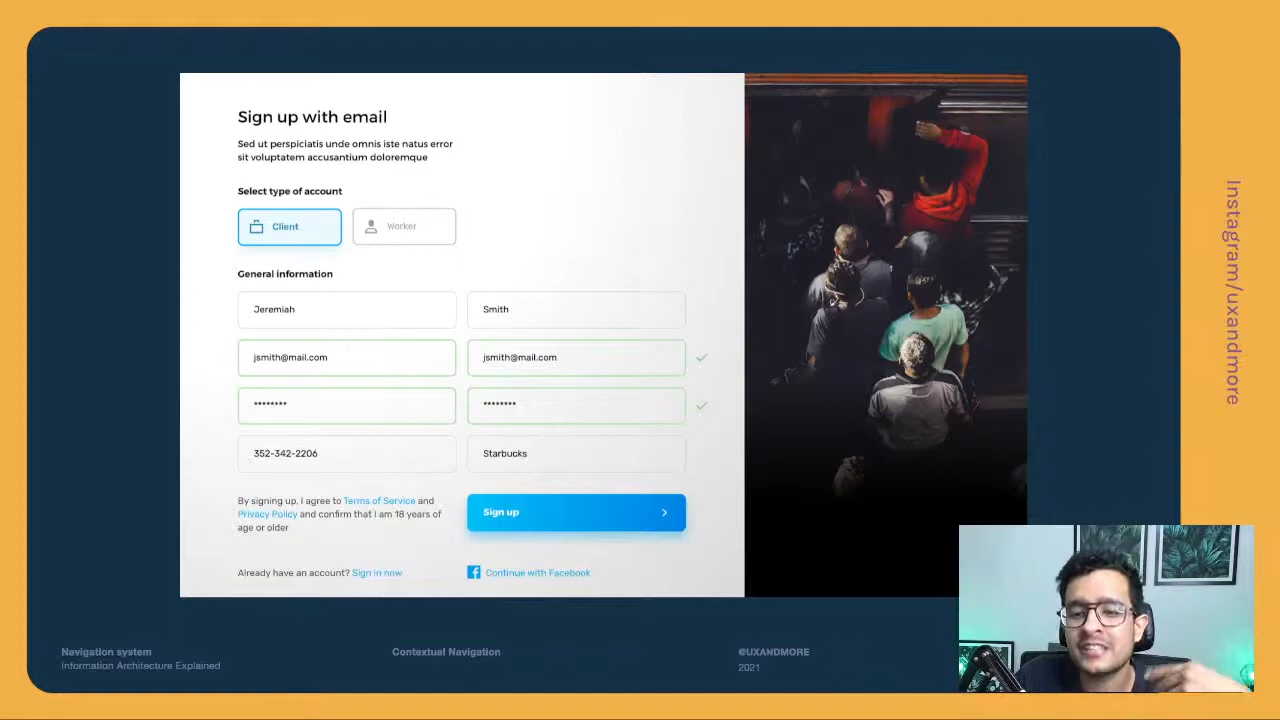 Sign up with email
Sed ut perspiciatis unde omnis iste natus error
sit voluptatem accusantium doloremque
Select type of account
Client
Worker
General information
Jeremiah
Smith
jsmith@mail.com
jsmith@mail.com
********
********
352-342-2206
Starbucks
By signing up, I agree to Terms of Service and
Privacy Policy and confirm that I am 18 years of
age or older
Sign up
Already have an account? Sign in now
Continue with Facebook
Navigation system
Information Architecture Explained
Contextual Navigation
@UXANDMORE
2021
Instagram/uxandmore